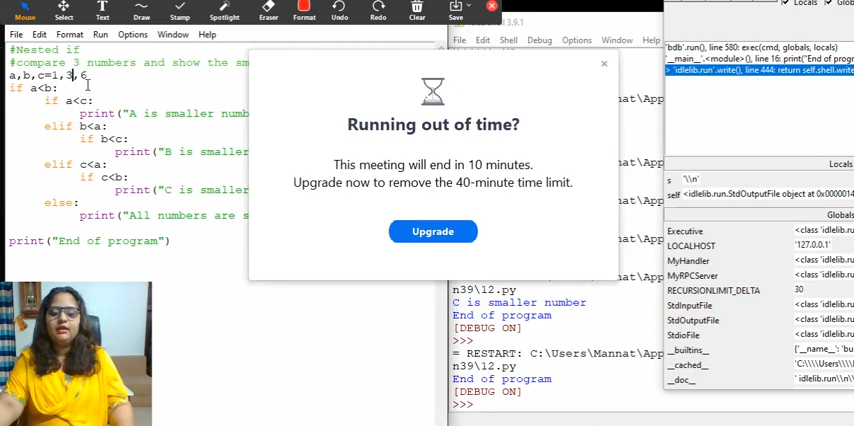 Mouse Select Text Draw Stamp Spotlight Eraser Format Undo Redo Clear Save
File Edit Format Run Options Window Help
#Nested if
#compare 3 numbers and show the sm
a,b,c=1,3,6
if a<b:
if a<c:
print("A is smaller numb
elif b<a:
if b<c:
print("B is smaller
elif c<a:
if c<b:
print("C is smaller
else:
print("All numbers are s
print("End of program")
Running out of time?
This meeting will end in 10 minutes.
Upgrade now to remove the 40-minute time limit.
Upgrade
3.9.1
Edit Shell Debug Options Window Help
n39\12.py
C is smaller number
End of program
[DEBUG ON]
>>>
= RESTART: C:\Users\Mannat\App
n39\12.py
End of program
[DEBUG ON]
>>>
Locals
'bdb'.run(), line 580: exec(cmd, globals, locals)
'__main__'.<module>(), line 16: print("End of progr
> 'idlelib.run'.write(), line 444: return self.shell.write
Locals
s '\\n'
self <idlelib.run.StdOutputFile object at 0x0000014
Globals
Executive <class 'idlelib.ru
LOCALHOST '127.0.0.1'
MyHandler <class 'idlelib.ru
MyRPCServer <class 'idlelib.ru
RECURSIONLIMIT_DELTA 30
StdInputFile <class 'idlelib.ru
StdOutputFile <class 'idlelib.ru
StdioFile <class 'idlelib.ru
__builtins__ {'__name__': 'bu
__cached__ 'C:\\\\Users\\\\
__doc__ ' idlelib.run\\n\\